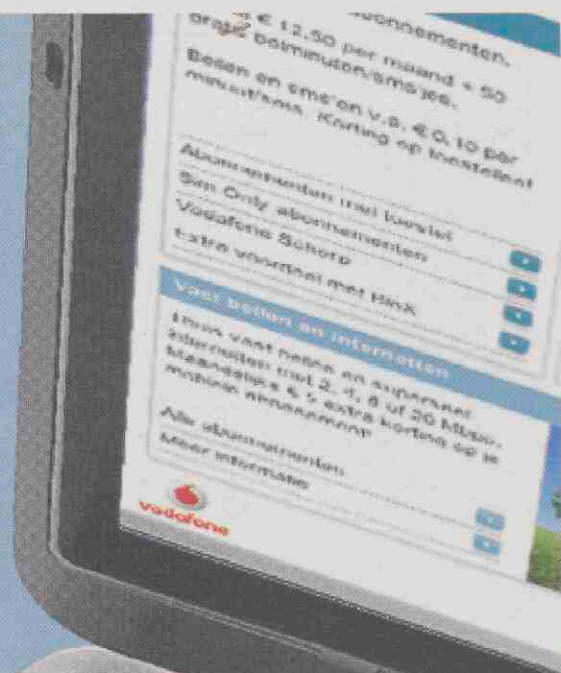 abonnementen.
€ 12,50 per maand + 50
gratis belminuten/sms'jes.
Bellen en sms'en v.a. € 0,10 per
minuut/sms. Korting op toestellen!
Abonnementen met toestel
Sim Only abonnementen
Vodafone Scherp
Extra voordeel met BloX
Vast bellen en internetten
Thuis vast bellen en supersnel
internetten met 2, 4, 8 of 20 Mbps.
Maandelijks € 5 extra korting op je
mobiele abonnement
Alle abonnementen
Meer informatie
vodafone